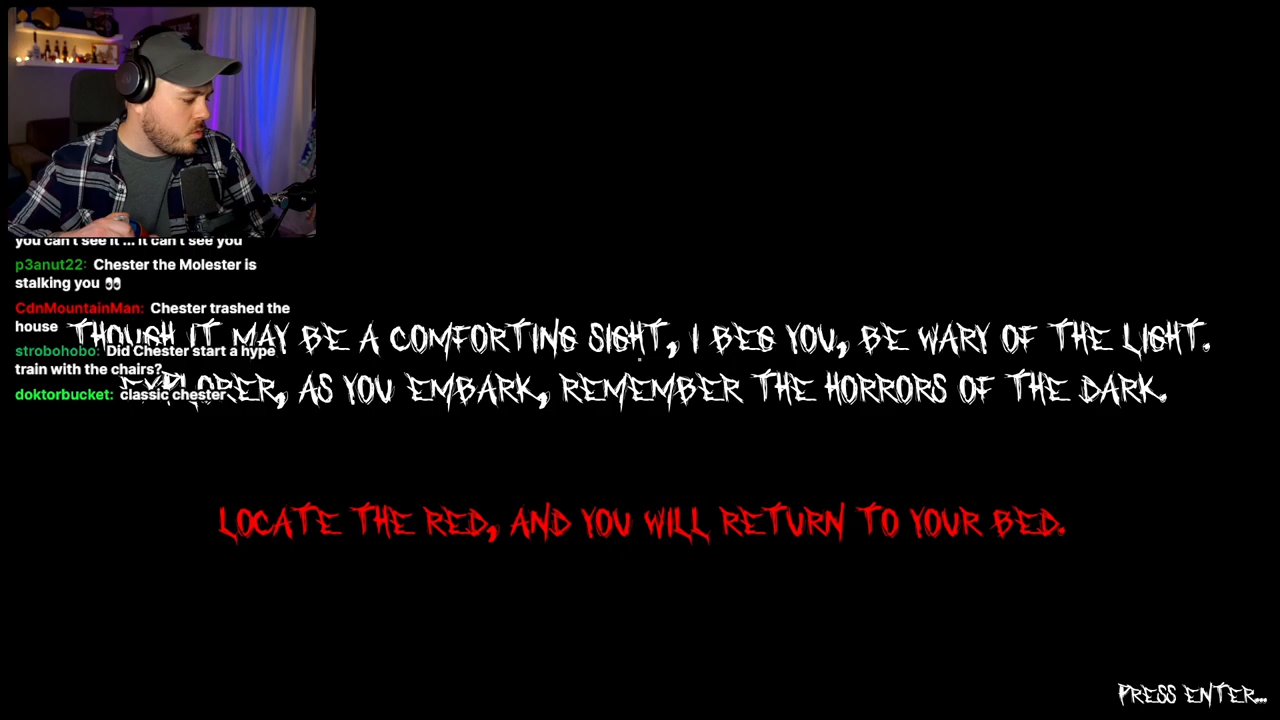 you can't see it ... it can't see you
p3anut22: Chester the Molester is
stalking you 👀
CdnMountainMan: Chester trashed the
house
strobohobo: Did Chester start a hype
train with the chairs?
doktorbucket: classic chester
THOUGH IT MAY BE A COMFORTING SIGHT, I BEG YOU, BE WARY OF THE LIGHT.
EXPLORER, AS YOU EMBARK, REMEMBER THE HORRORS OF THE DARK.
LOCATE THE RED, AND YOU WILL RETURN TO YOUR BED.
PRESS ENTER...